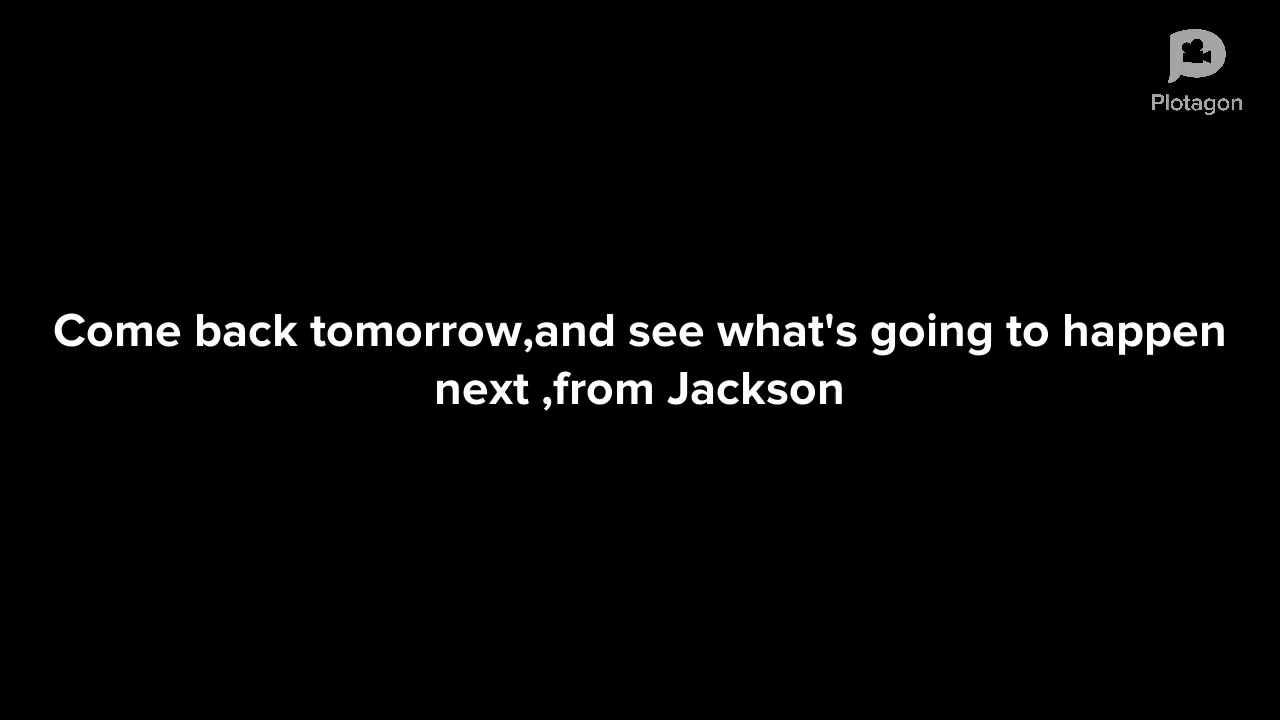 Plotagon
Come back tomorrow,and see what's going to happen
next ,from Jackson